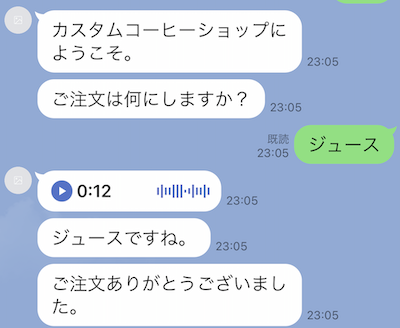 カスタムコーヒーショップに
ようこそ。
23:05
ご注文は何にしますか？
23:05
既読
23:05
ジュース
0:12
23:05
ジュースですね。
23:05
ご注文ありがとうございまし
た。
23:05